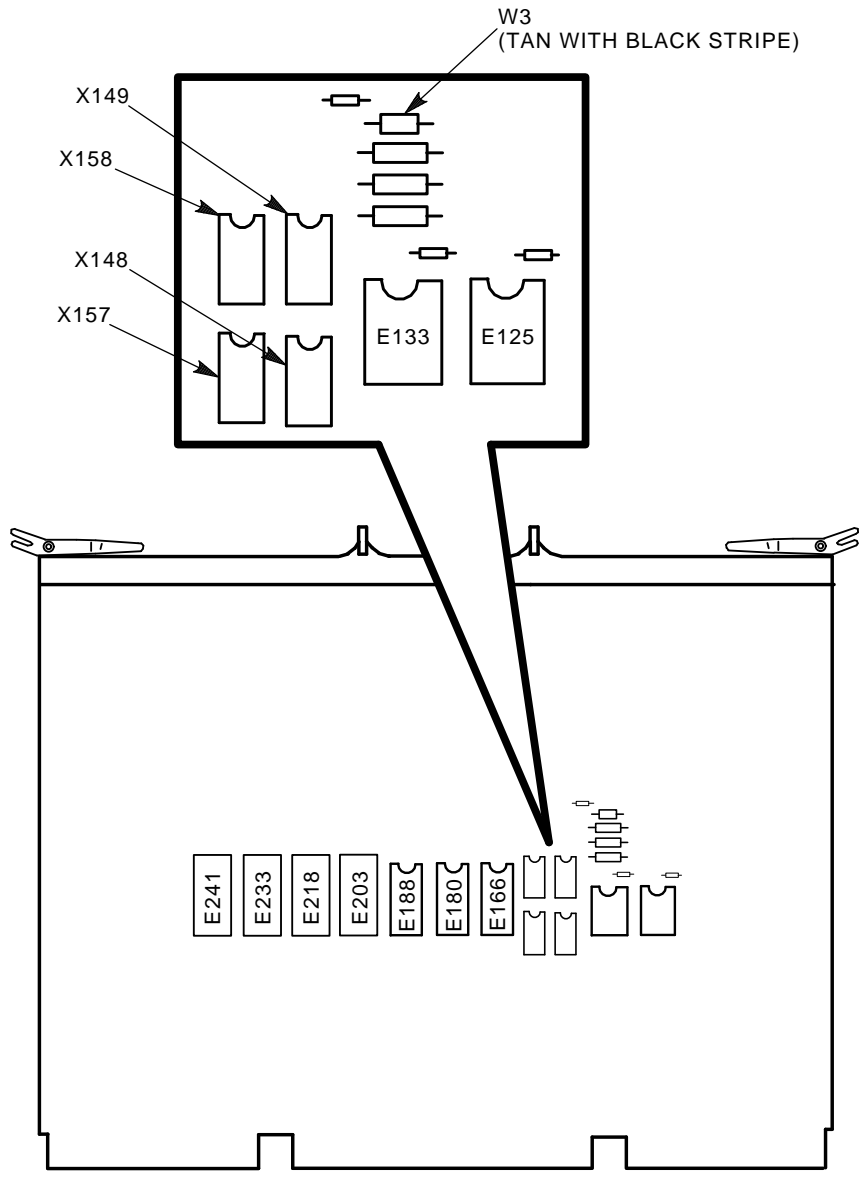 W3
(TAN WITH BLACK STRIPE)
X149
X158
X148
X157
E133
E125
E241
E233
E218
E203
E188
E180
E166